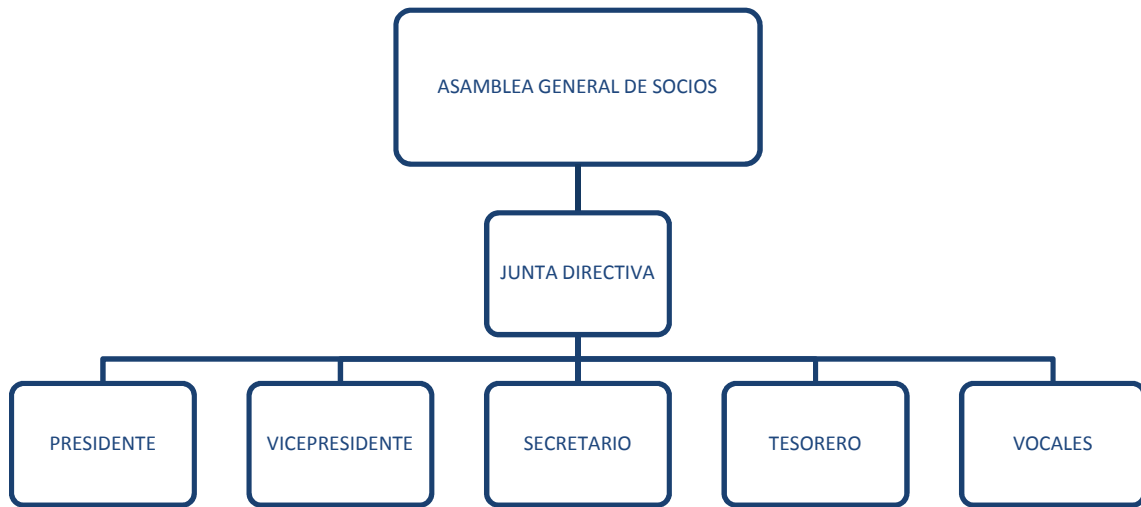 ASAMBLEA GENERAL DE SOCIOS
JUNTA DIRECTIVA
PRESIDENTE
VICEPRESIDENTE
SECRETARIO
TESORERO
VOCALES